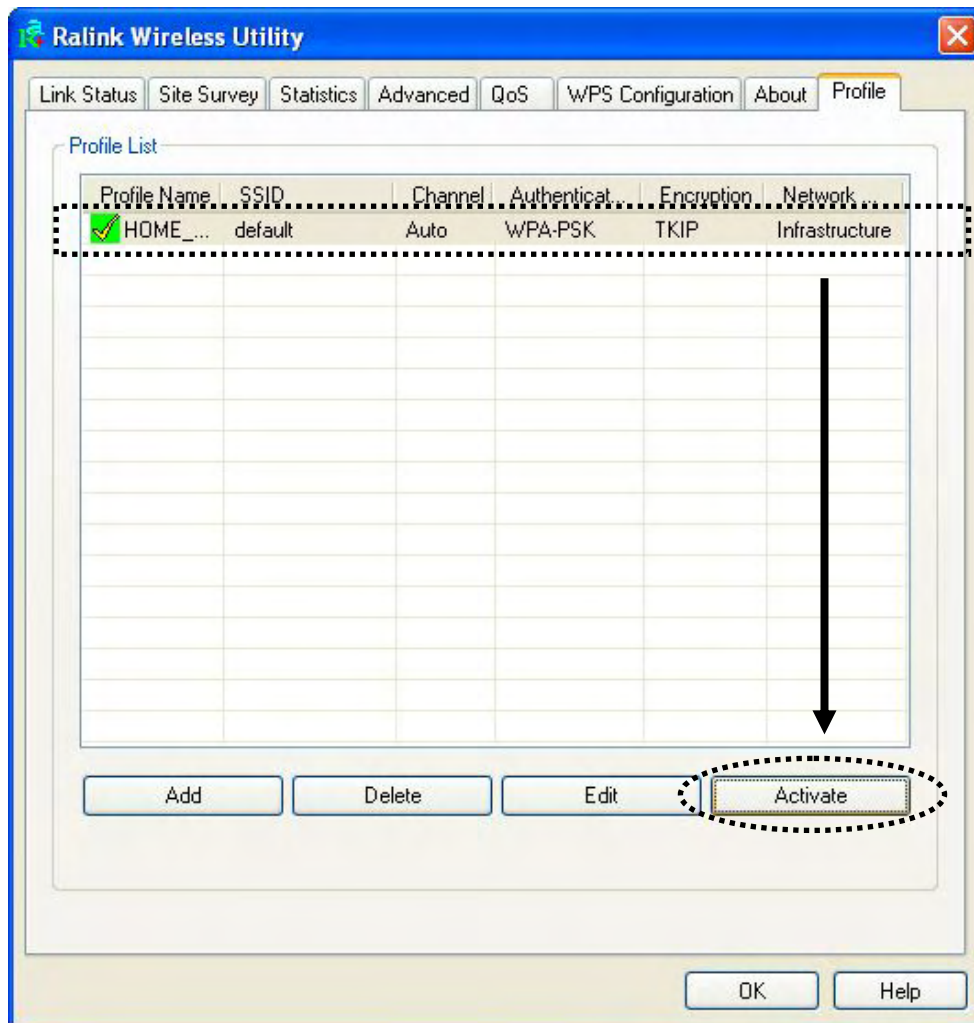 Ralink Wireless Utility
Link Status Site Survey Statistics Advanced QoS WPS Configuration About Profile
Profile List
Profile Name SSID Channel Authenticat... Encryption Network ...
HOME_... default Auto WPA-PSK TKIP Infrastructure
Add Delete Edit Activate
OK Help